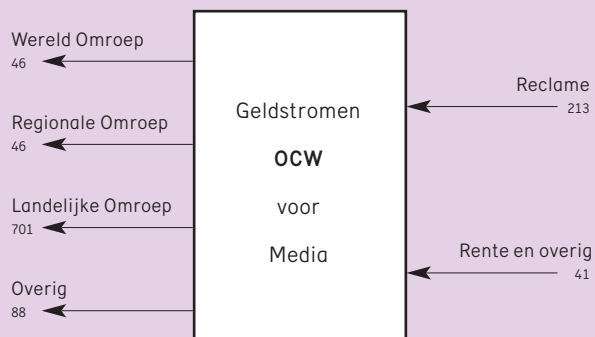 Wereld Omroep
46
Regionale Omroep
46
Landelijke Omroep
701
Overig
88
Geldstromen
OCW
voor
Media
Reclame
213
Rente en overig
41